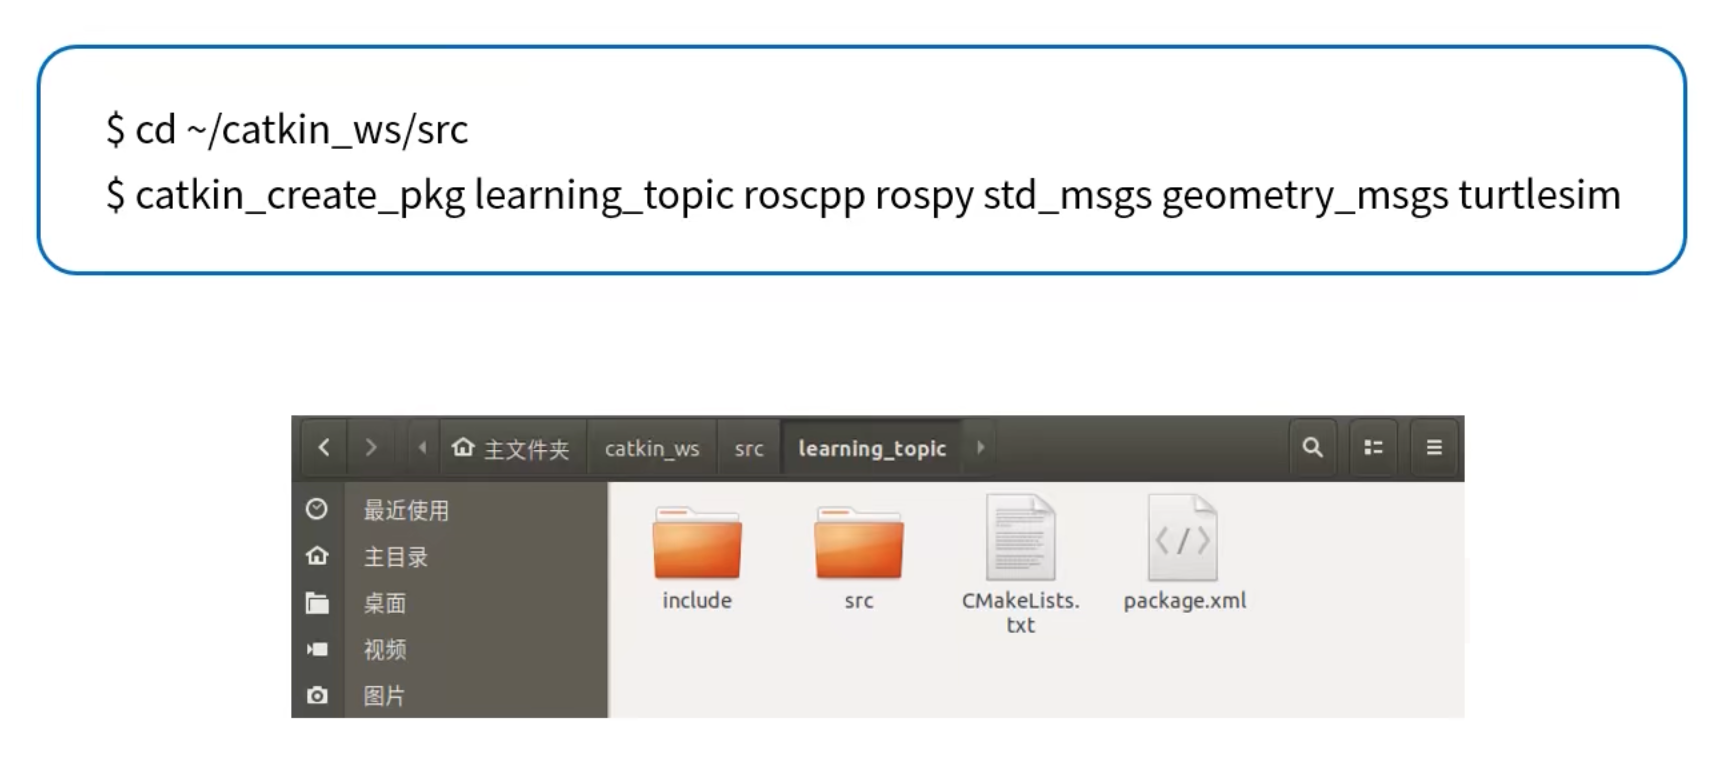 $ cd ~/catkin_ws/src
$ catkin_create_pkg learning_topic roscpp rospy std_msgs geometry_msgs turtlesim
主文件夹 catkin_ws src learning_topic
最近使用
主目录
桌面
视频
图片
include src CMakeLists. package.xml
txt